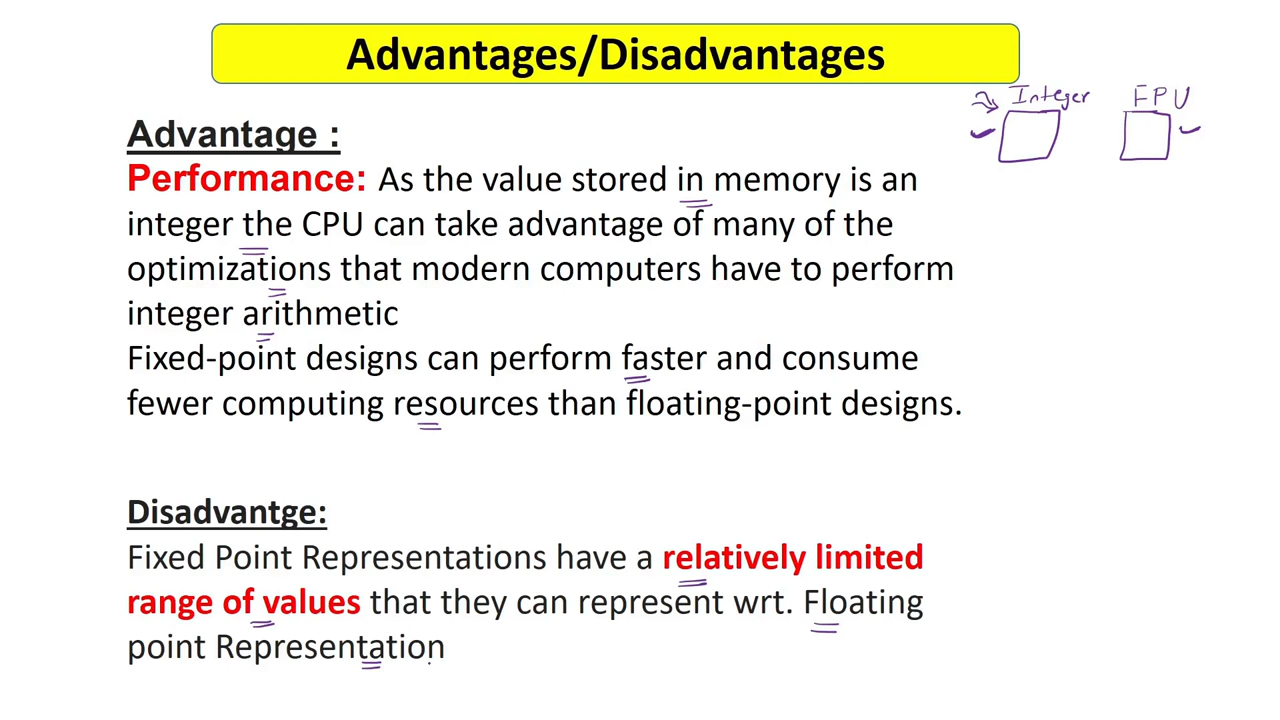 Advantages/Disadvantages
Integer FPU
Advantage :
Performance: As the value stored in memory is an
integer the CPU can take advantage of many of the
optimizations that modern computers have to perform
integer arithmetic
Fixed-point designs can perform faster and consume
fewer computing resources than floating-point designs.
Disadvantge:
Fixed Point Representations have a relatively limited
range of values that they can represent wrt. Floating
point Representation